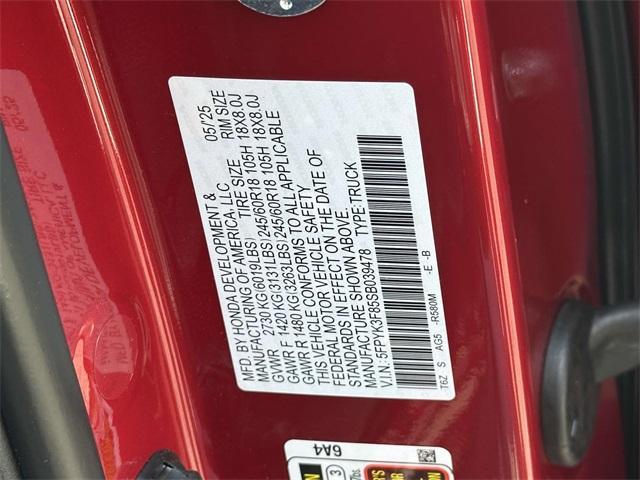 MFD. BY HONDA DEVELOPMENT & 05/'25
MANUFACTURING OF AMERICA, LLC
TIRE SIZE RIM SIZE
GVWR 2730 KG(6019LBS)
GAWR F 1420 KG(3131LBS) 245/60R18 105H 18X8.0J
GAWR R 1480 KG(3263LBS) 245/60R18 105H 18X8.0J
THIS VEHICLE CONFORMS TO ALL APPLICABLE
FEDERAL MOTOR VEHICLE SAFETY
STANDARDS IN EFFECT ON THE DATE OF
MANUFACTURE SHOWN ABOVE.
V.I.N.: 5FPYK3F85SB039478 TYPE:TRUCK
T6Z S AG5 -R580M -E -B
6A4
3